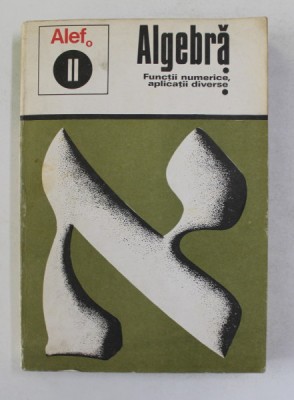 Alef₀
II
Algebră
Funcții numerice,
aplicații diverse
א